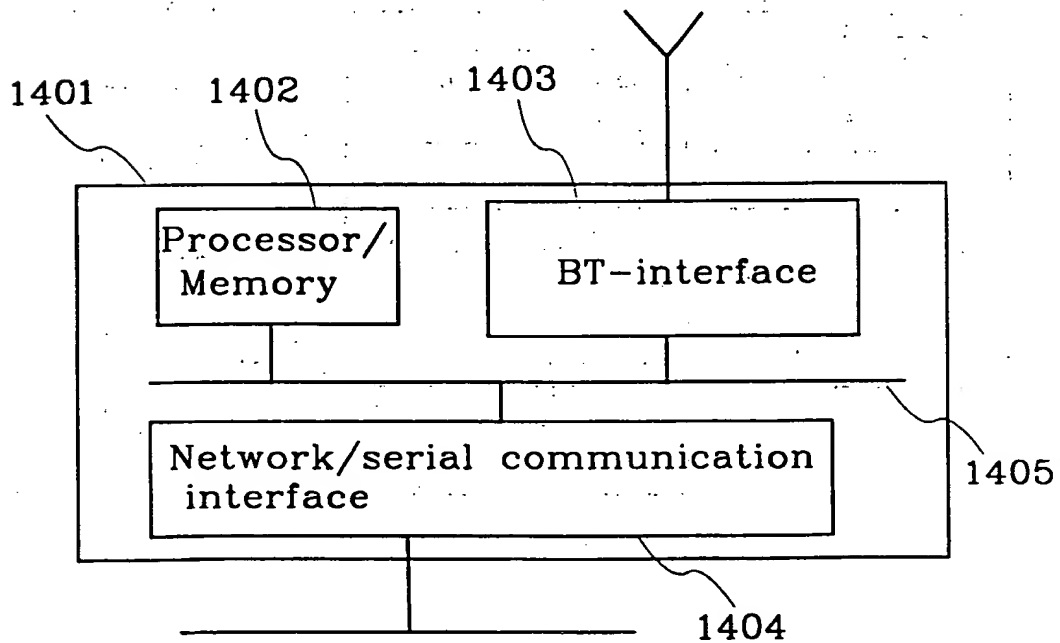 1401
1402
1403
Processor/
Memory
BT-interface
Network/serial communication
interface
1405
1404